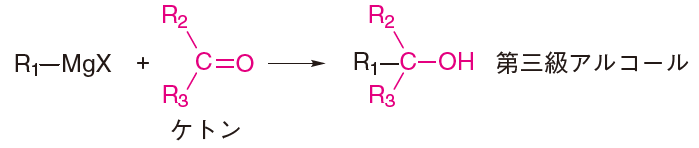 R2 R2
R1—MgX + C=O → R1—C—OH 第三級アルコール
R3 R3
ケトン